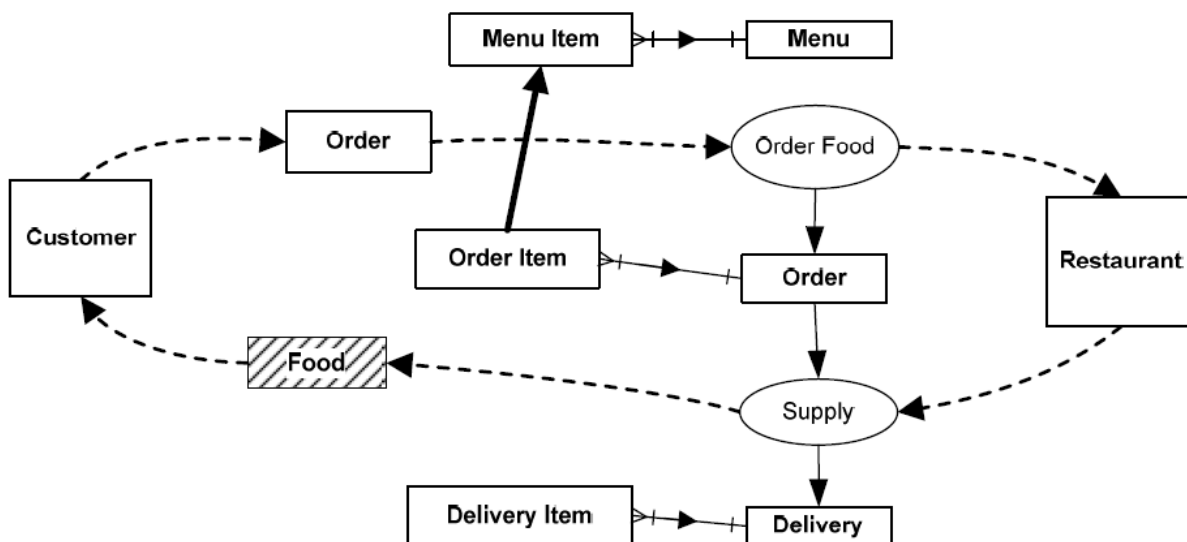 Menu Item
Menu
Order
Order Food
Customer
Order Item
Order
Restaurant
Food
Supply
Delivery Item
Delivery